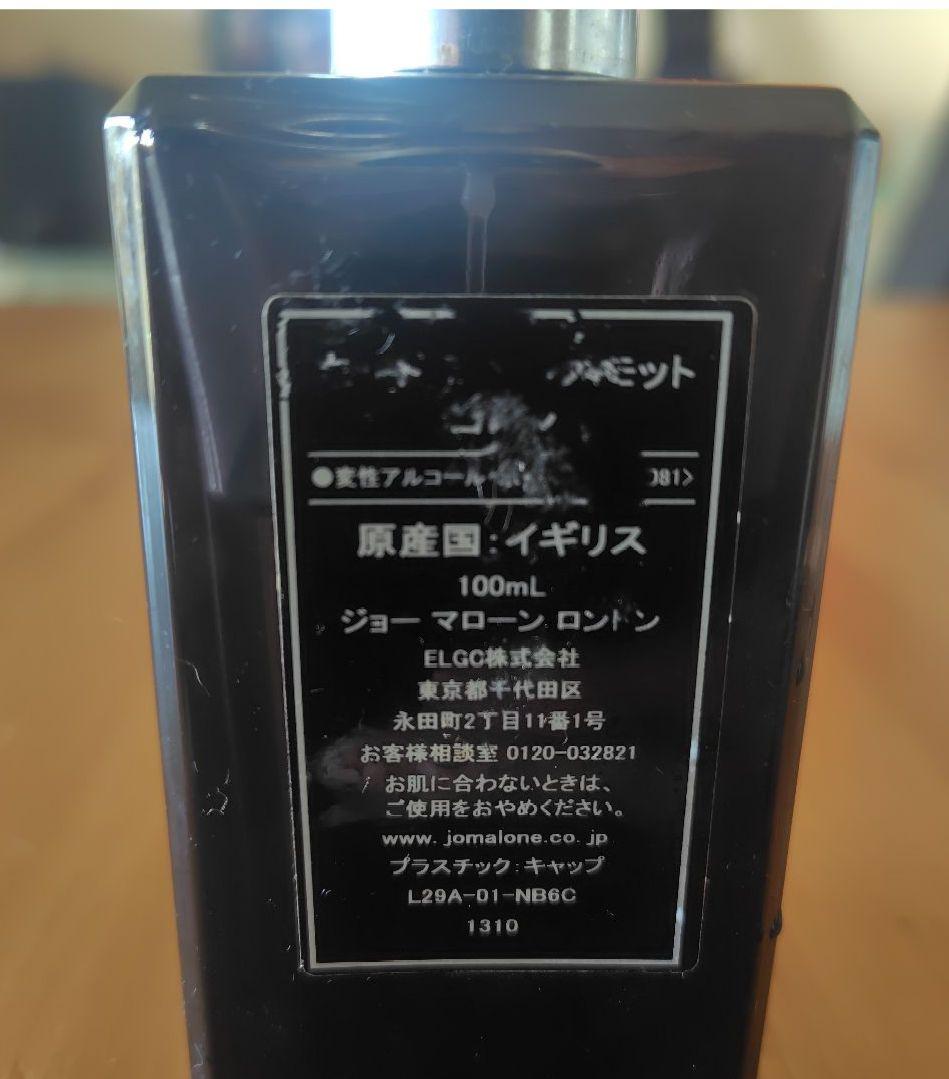 コロン
●変性アルコール
081>
原産国:イギリス
100mL
ジョー マローン ロンドン
ELGC株式会社
東京都千代田区
永田町2丁目11番1号
お客様相談室 0120-032821
お肌に合わないときは、
ご使用をおやめください。
www.jomalone.co.jp
プラスチック:キャップ
L29A-01-NB6C
1310